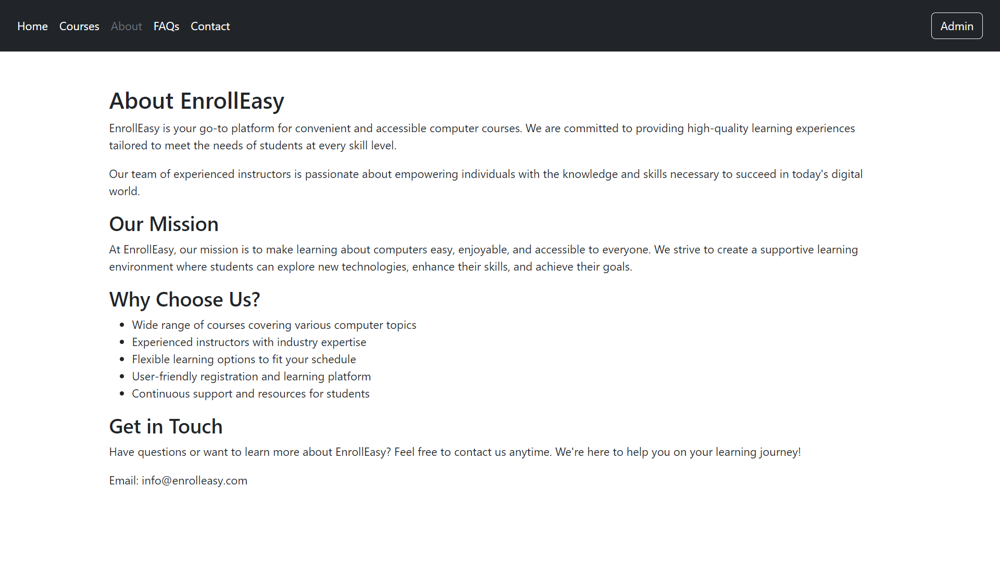 Home Courses About FAQs Contact Admin
About EnrollEasy
EnrollEasy is your go-to platform for convenient and accessible computer courses. We are committed to providing high-quality learning experiences
tailored to meet the needs of students at every skill level.
Our team of experienced instructors is passionate about empowering individuals with the knowledge and skills necessary to succeed in today's digital
world.
Our Mission
At EnrollEasy, our mission is to make learning about computers easy, enjoyable, and accessible to everyone. We strive to create a supportive learning
environment where students can explore new technologies, enhance their skills, and achieve their goals.
Why Choose Us?
• Wide range of courses covering various computer topics
• Experienced instructors with industry expertise
• Flexible learning options to fit your schedule
• User-friendly registration and learning platform
• Continuous support and resources for students
Get in Touch
Have questions or want to learn more about EnrollEasy? Feel free to contact us anytime. We're here to help you on your learning journey!
Email: info@enrolleasy.com